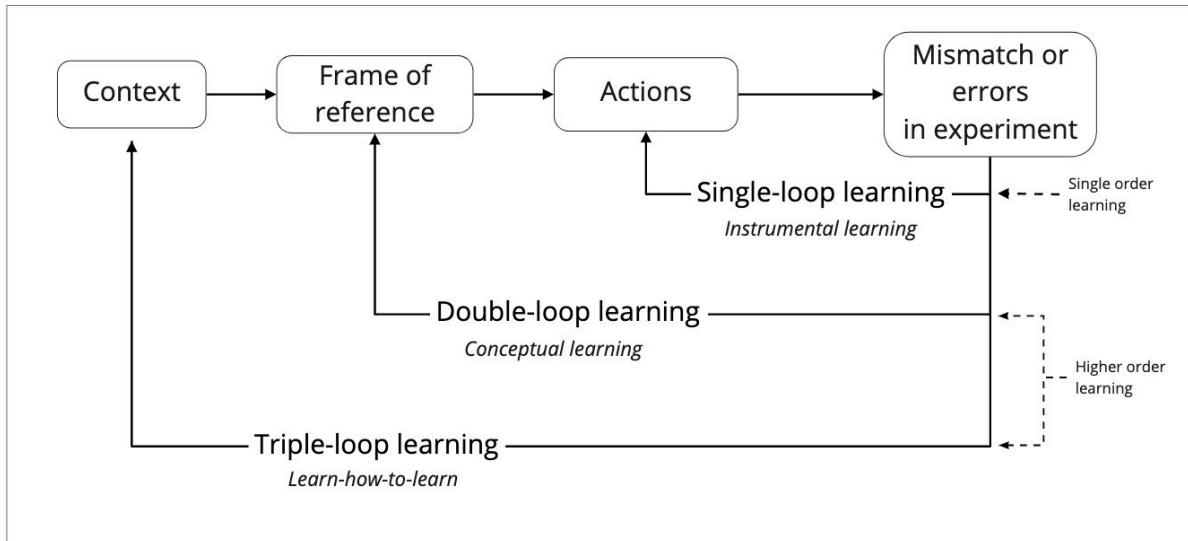 Context
Frame of
reference
Actions
Mismatch or
errors
in experiment
Single-loop learning
Instrumental learning
Single order
learning
Double-loop learning
Conceptual learning
Higher order
learning
Triple-loop learning
Learn-how-to-learn